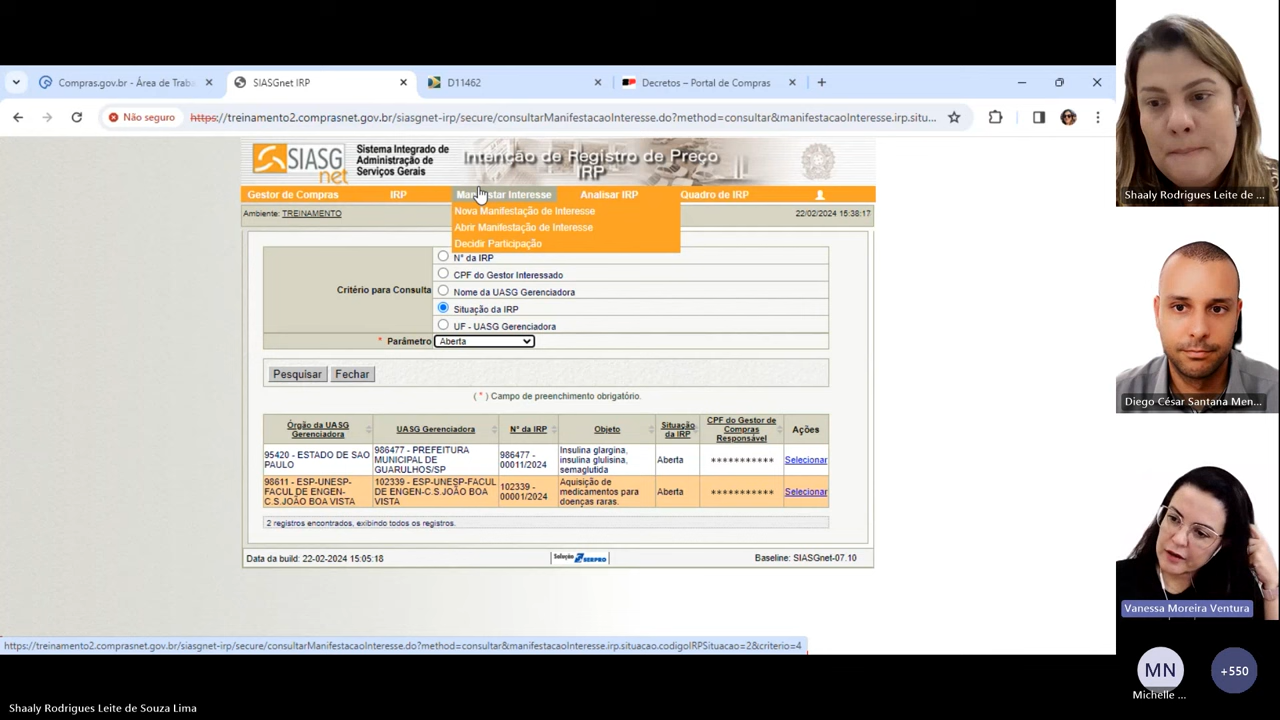 Compras.gov.br - Área de Trab
SIASGnet IRP
D11462
Decretos – Portal de Compras
Não seguro
https://treinamento2.comprasnet.gov.br/siasgnet-irp/secure/consultarManifestacaoInteresse.do?method=consultar&manifestacaoInteresse.irp.situ...
SIASG net
Sistema Integrado de
Administração de
Serviços Gerais
Intenção de Registro de Preço
IRP
Gestor de Compras IRP Manifestar Interesse Analisar IRP Quadro de IRP
Ambiente: TREINAMENTO
22/02/2024 15:38:17
Nova Manifestação de Interesse
Abrir Manifestação de Interesse
Decidir Participação
Critério para Consulta
N° da IRP
CPF do Gestor Interessado
Nome da UASG Gerenciadora
Situação da IRP
UF - UASG Gerenciadora
* Parâmetro Aberta
Pesquisar Fechar
( * ) Campo de preenchimento obrigatório.
Órgão da UASG Gerenciadora UASG Gerenciadora N° da IRP Objeto Situação da IRP CPF do Gestor de Compras Responsável Ações
95420 - ESTADO DE SAO PAULO 986477 - PREFEITURA MUNICIPAL DE GUARULHOS/SP 986477 - 00011/2024 Insulina glargina, insulina glulisina, semaglutida Aberta *********** Selecionar
98611 - ESP-UNESP-FACUL_DE ENGEN-C.S.JOÃO BOA VISTA 102339 - ESP-UNESP-FACUL DE ENGEN-C.S.JOÃO BOA VISTA 102339 - 00001/2024 Aquisição de medicamentos para doenças raras. Aberta *********** Selecionar
2 registros encontrados, exibindo todos os registros.
Data da build: 22-02-2024 15:05:18
Solução SERPRO
Baseline: SIASGnet-07.10
https://treinamento2.comprasnet.gov.br/siasgnet-irp/secure/consultarManifestacaoInteresse.do?method=consultar&manifestacaoInteresse.irp.situacao.codigoIRPSituacao=2&criterio=4
Shaaly Rodrigues Leite de Souza Lima
Shaaly Rodrigues Leite de ...
Diego César Santana Men...
Vanessa Moreira Ventura
MN
Michelle ...
+550